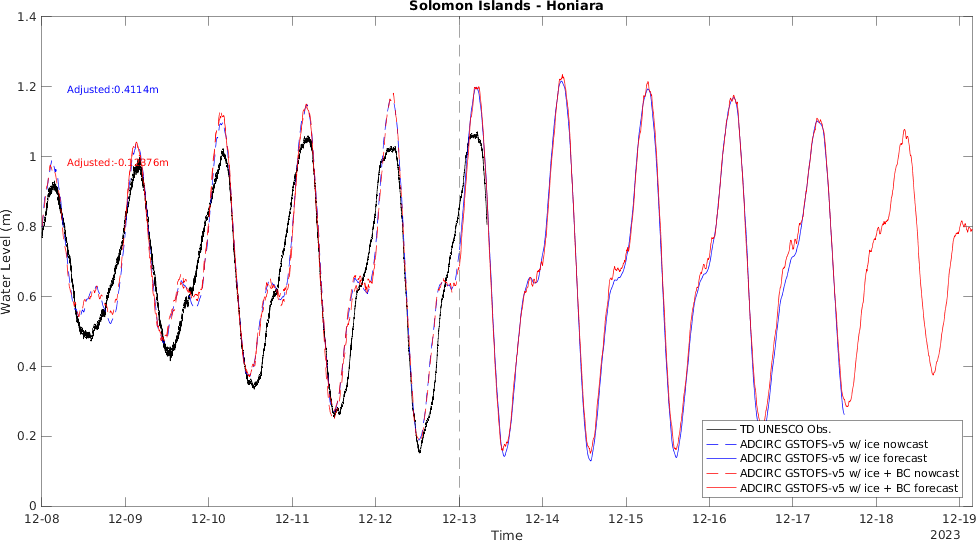 Solomon Islands - Honiara
1.4
1.2
1
0.8
0.6
0.4
0.2
0
Water Level (m)
Adjusted:0.4114m
TD UNESCO Obs.
ADCIRC GSTOFS-v5 w/ ice nowcast
ADCIRC GSTOFS-v5 w/ ice forecast
ADCIRC GSTOFS-v5 w/ ice + BC nowcast
ADCIRC GSTOFS-v5 w/ ice + BC forecast
12-08 12-09 12-10 12-11 12-12 12-13 12-14 12-15 12-16 12-17 12-18 12-19
Time
2023